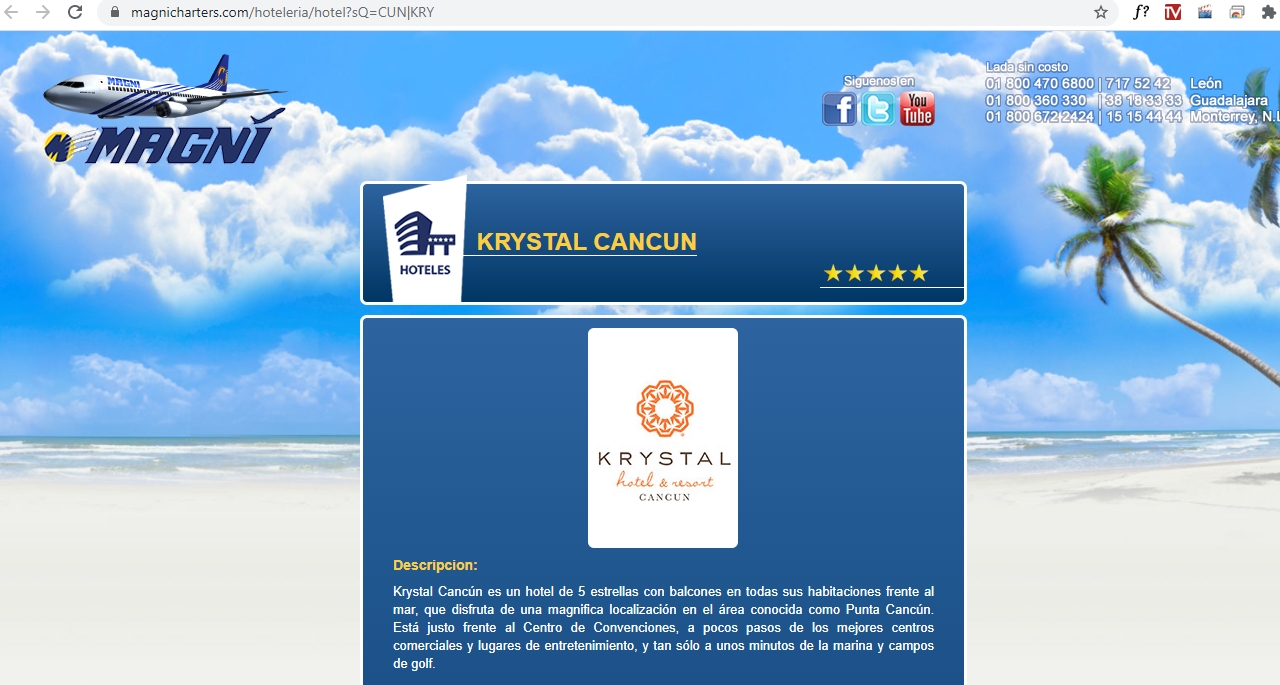 magnicharters.com/hoteleria/hotel?sQ=CUN|KRY
f?
TV
MAGNI
MAGNI
Siguenos en
You
Tube
Lada sin costo
01 800 470 6800 | 717 52 42 León
01 800 360 330 | 38 18 33 33 Guadalajara
01 800 672 2424 | 15 15 44 44 Monterrey, N.L
HOTELES
KRYSTAL CANCUN
KRYSTAL
hotel & resort
CANCUN
Descripcion:
Krystal Cancún es un hotel de 5 estrellas con balcones en todas sus habitaciones frente al
mar, que disfruta de una magnifica localización en el área conocida como Punta Cancún.
Está justo frente al Centro de Convenciones, a pocos pasos de los mejores centros
comerciales y lugares de entretenimiento, y tan sólo a unos minutos de la marina y campos
de golf.